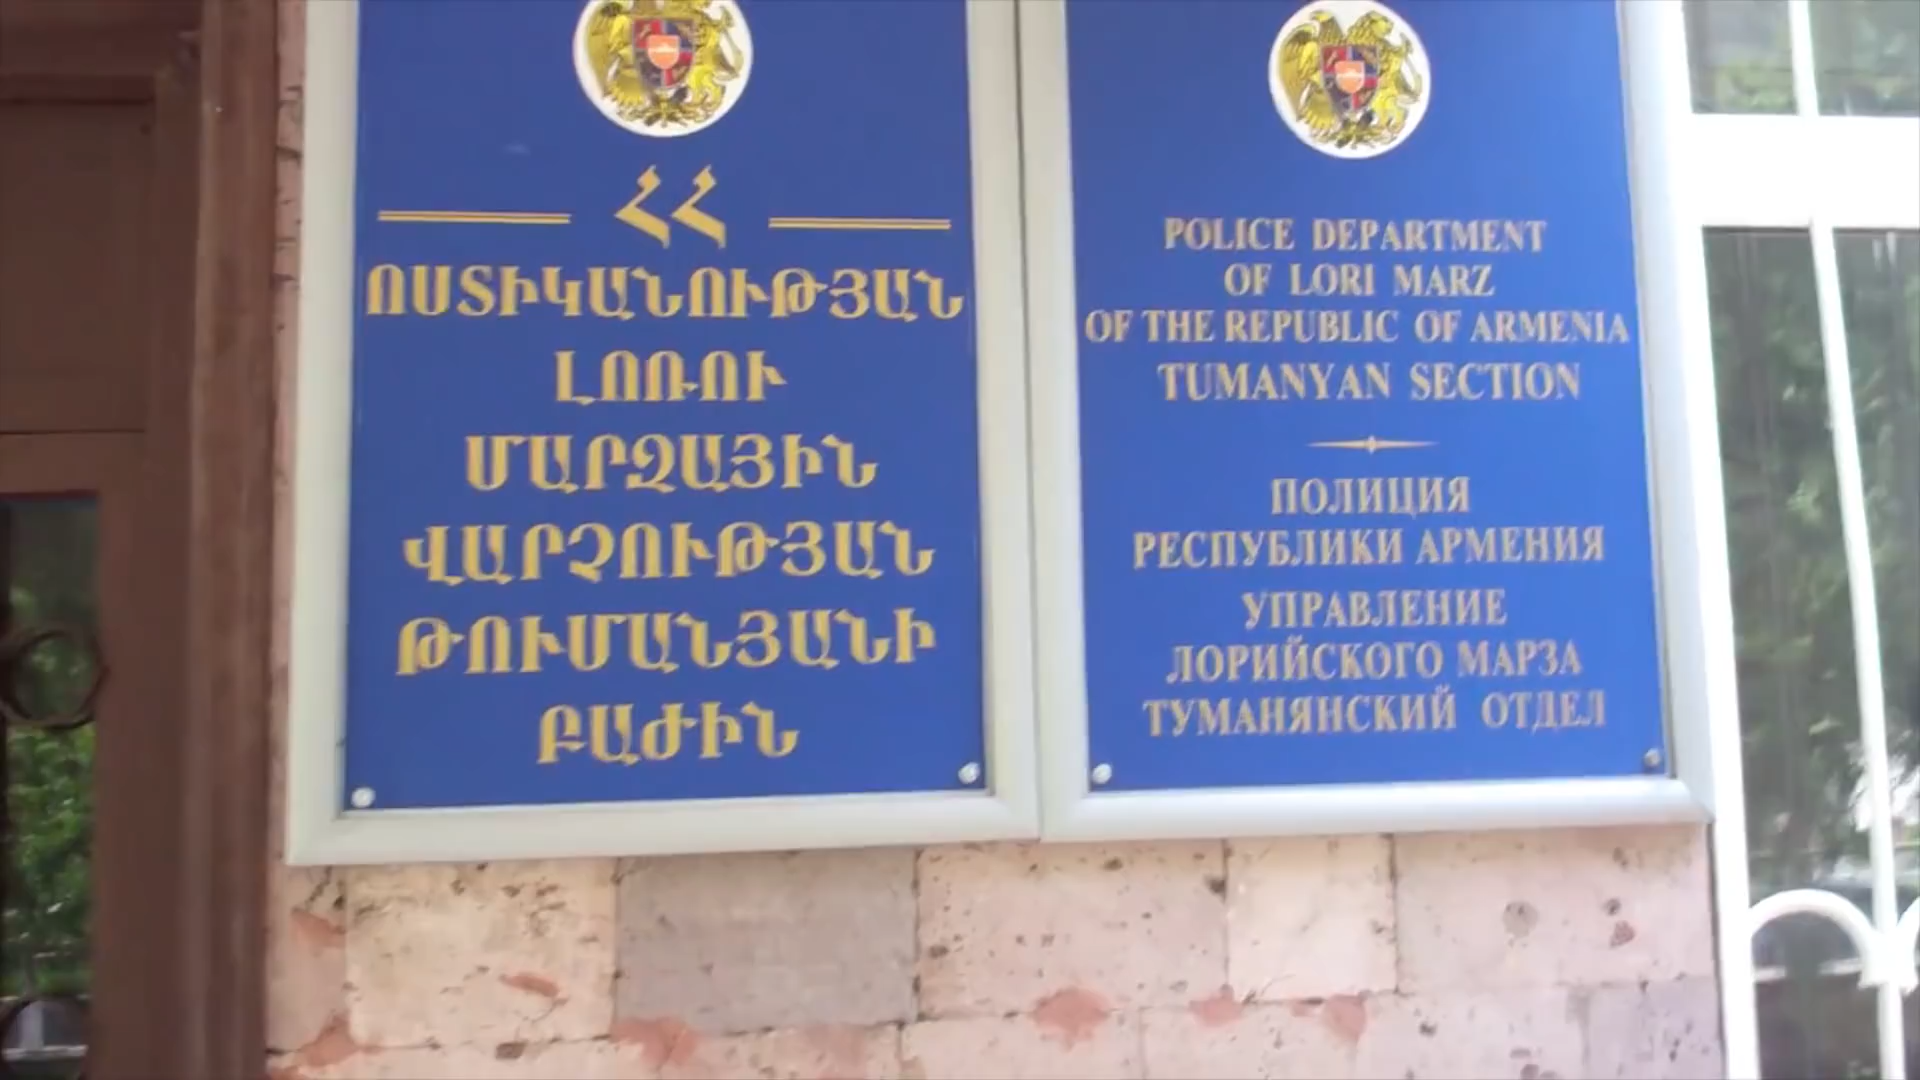 ՀՀ
ՈՍՏԻԿԱՆՈՒԹՅԱՆ
ԼՈՌՈՒ
ՄԱՐԶԱՅԻՆ
ՎԱՐՉՈՒԹՅԱՆ
ԹՈՒՄԱՆՅԱՆԻ
ԲԱԺԻՆ
POLICE DEPARTMENT
OF LORI MARZ
OF THE REPUBLIC OF ARMENIA
TUMANYAN SECTION
ПОЛИЦИЯ
РЕСПУБЛИКИ АРМЕНИЯ
УПРАВЛЕНИЕ
ЛОРИЙСКОГО МАРЗА
ТУМАНЯНСКИЙ ОТДЕЛ